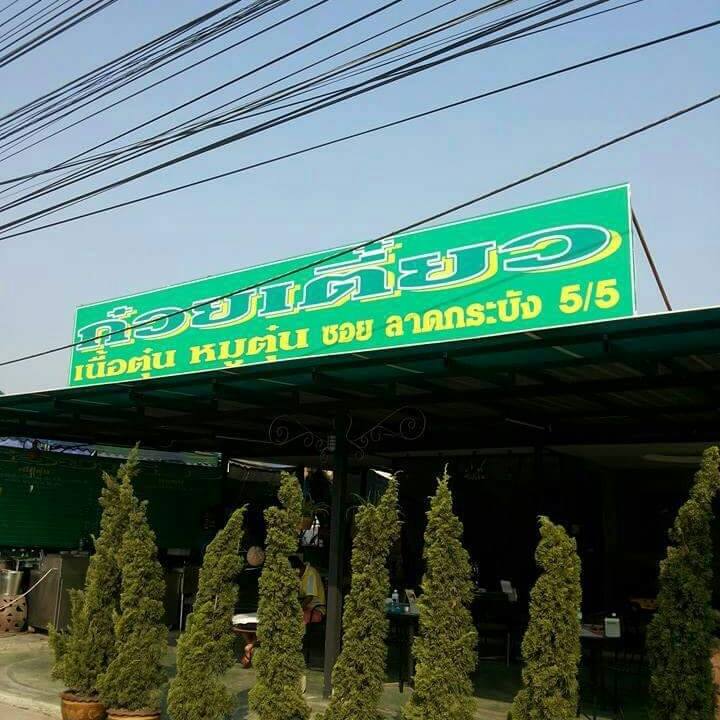 ก๋วยเตี๋ยว
เนื้อตุ๋น หมูตุ๋น ซอย ลาดกระบัง 5/5